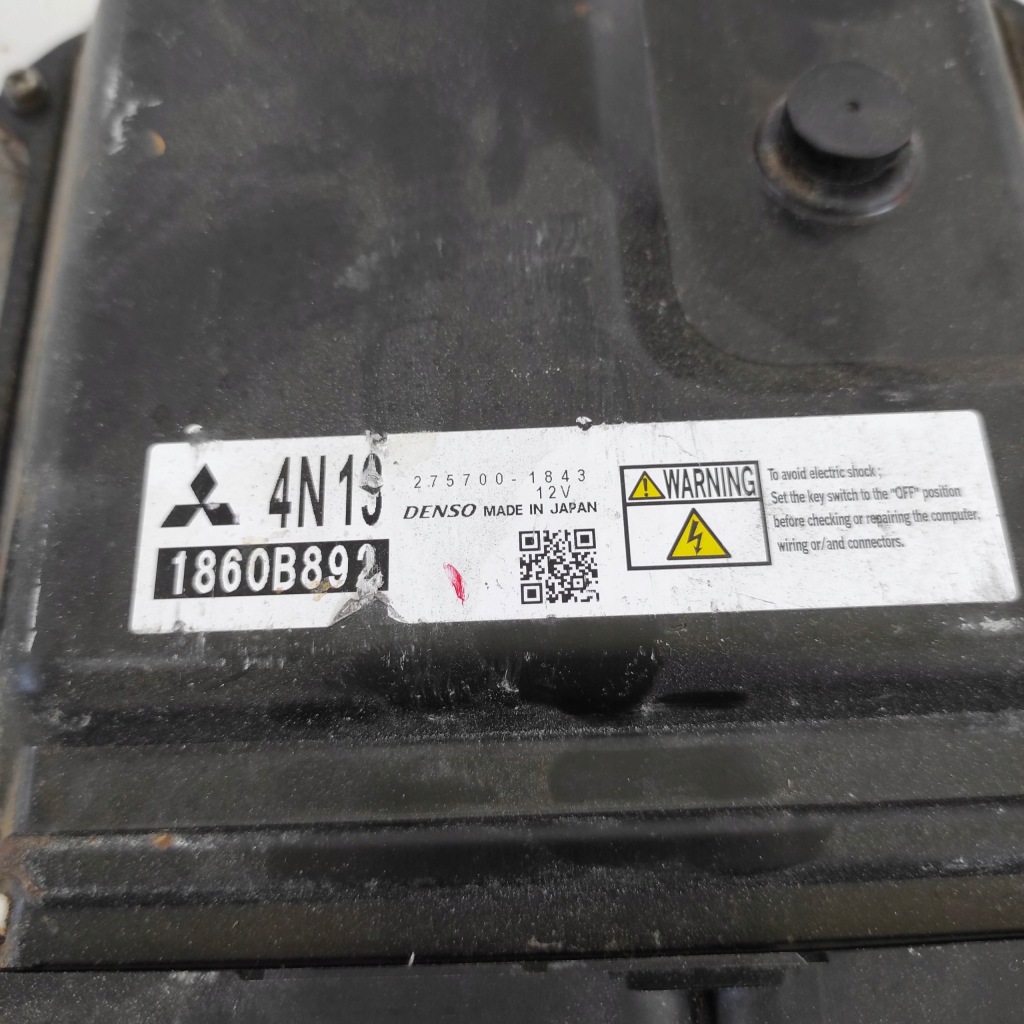 4N19
1860B892
275700-1843
12V
DENSO MADE IN JAPAN
WARNING
To avoid electric shock ;
Set the key switch to the "OFF" position
before checking or repairing the computer,
wiring or/and connectors.